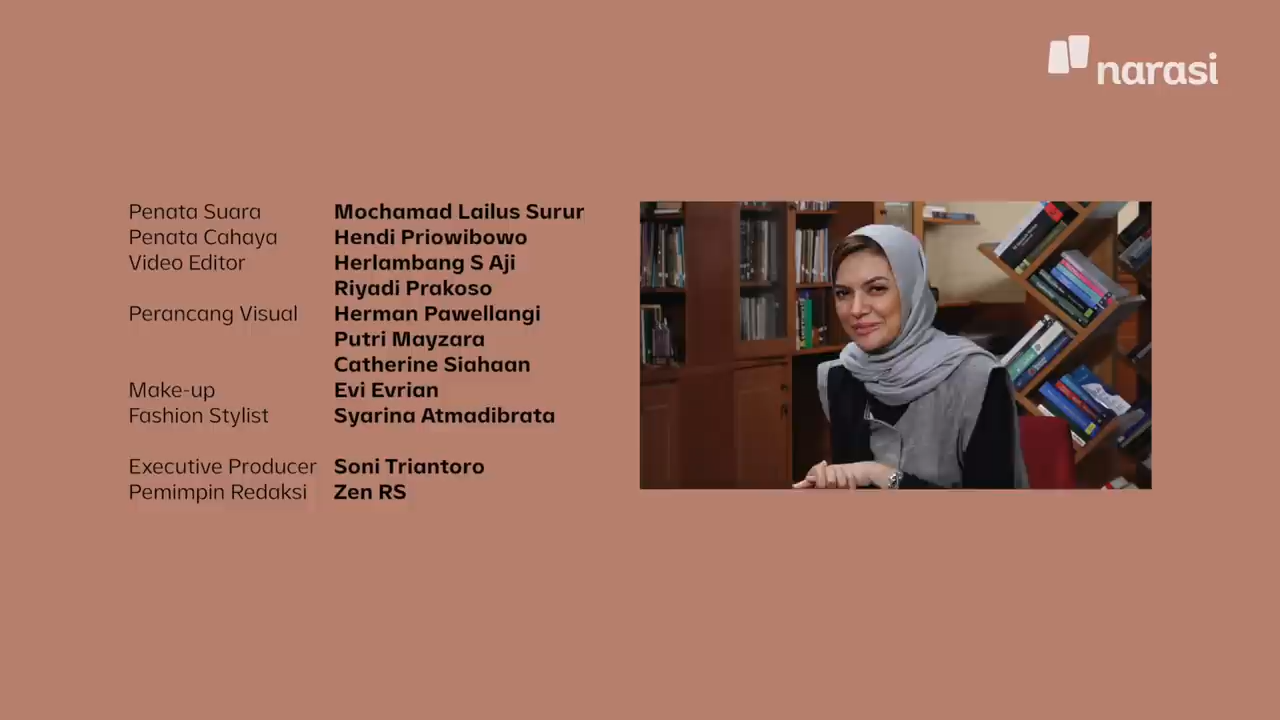 narasi
Penata Suara Mochamad Lailus Surur
Penata Cahaya Hendi Priowibowo
Video Editor Herlambang S Aji
Riyadi Prakoso
Perancang Visual Herman Pawellangi
Putri Mayzara
Catherine Siahaan
Make-up Evi Evrian
Fashion Stylist Syarina Atmadibrata
Executive Producer Soni Triantoro
Pemimpin Redaksi Zen RS